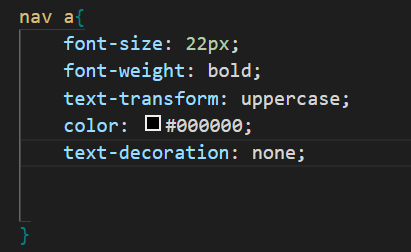 nav a{
font-size: 22px;
font-weight: bold;
text-transform: uppercase;
color: #000000;
text-decoration: none;
}